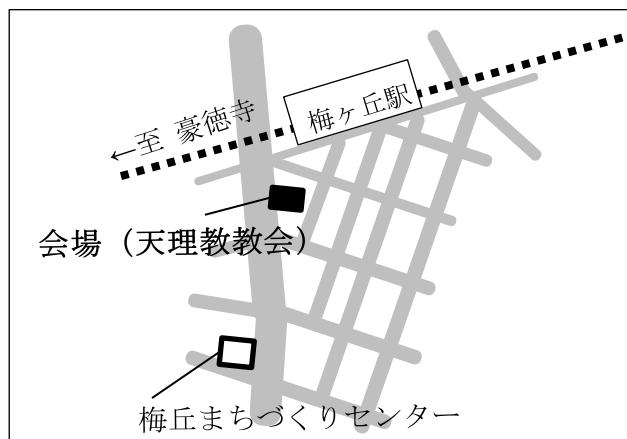 梅ヶ丘駅
←至 豪徳寺
会場（天理教教会）
梅丘まちづくりセンター